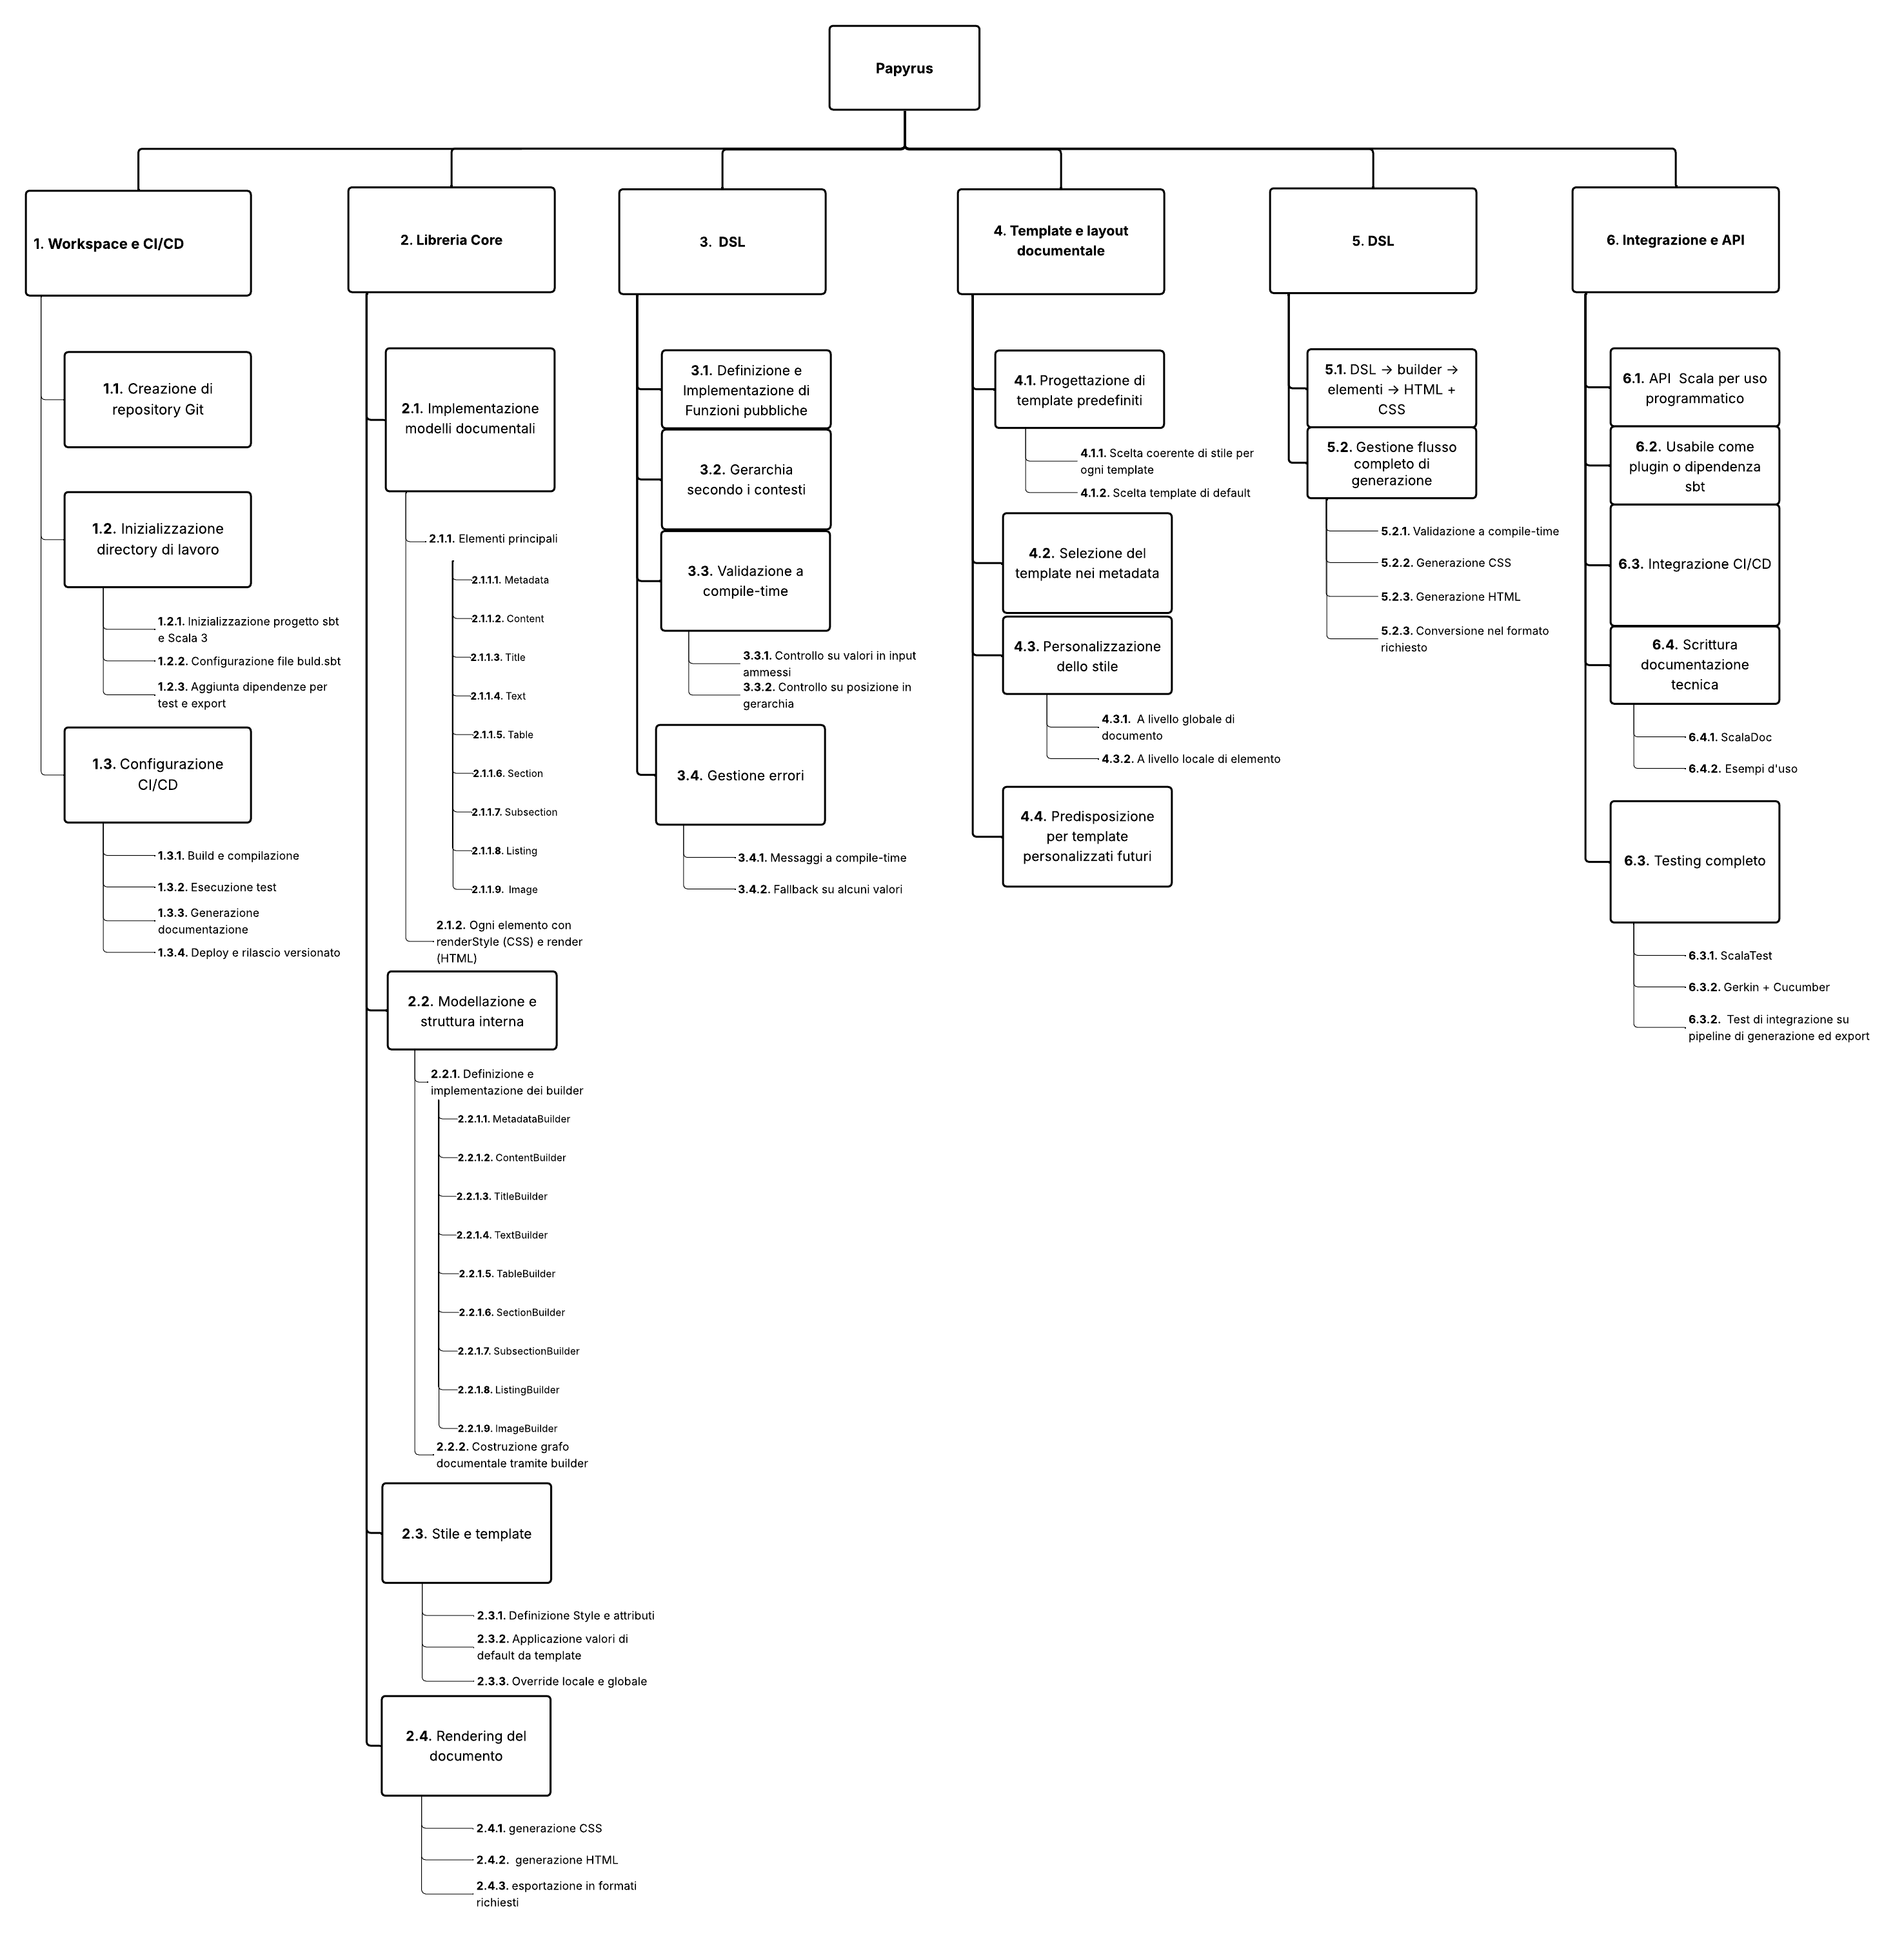 Papyrus
1. Workspace e CI/CD
1.1. Creazione di
repository Git
1.2. Inizializzazione
directory di lavoro
1.2.1. Inizializzazione progetto sbt
e Scala 3
1.2.2. Configurazione file buld.sbt
1.2.3. Aggiunta dipendenze per
test e export
1.3. Configurazione
CI/CD
1.3.1. Build e compilazione
1.3.2. Esecuzione test
1.3.3. Generazione
documentazione
1.3.4. Deploy e rilascio versionato
2. Libreria Core
2.1. Implementazione
modelli documentali
2.1.1. Elementi principali
2.1.1.1. Metadata
2.1.1.2. Content
2.1.1.3. Title
2.1.1.4. Text
2.1.1.5. Table
2.1.1.6. Section
2.1.1.7. Subsection
2.1.1.8. Listing
2.1.1.9. Image
2.1.2. Ogni elemento con
renderStyle (CSS) e render
(HTML)
2.2. Modellazione e
struttura interna
2.2.1. Definizione e
implementazione dei builder
2.2.1.1. MetadataBuilder
2.2.1.2. ContentBuilder
2.2.1.3. TitleBuilder
2.2.1.4. TextBuilder
2.2.1.5. TableBuilder
2.2.1.6. SectionBuilder
2.2.1.7. SubsectionBuilder
2.2.1.8. ListingBuilder
2.2.1.9. ImageBuilder
2.2.2. Costruzione grafo
documentale tramite builder
2.3. Stile e template
2.3.1. Definizione Style e attributi
2.3.2. Applicazione valori di
default da template
2.3.3. Override locale e globale
2.4. Rendering del
documento
2.4.1. generazione CSS
2.4.2. generazione HTML
2.4.3. esportazione in formati
richiesti
3. DSL
3.1. Definizione e
Implementazione di
Funzioni pubbliche
3.2. Gerarchia
secondo i contesti
3.3. Validazione a
compile-time
3.3.1. Controllo su valori in input
ammessi
3.3.2. Controllo su posizione in
gerarchia
3.4. Gestione errori
3.4.1. Messaggi a compile-time
3.4.2. Fallback su alcuni valori
4. Template e layout
documentale
4.1. Progettazione di
template predefiniti
4.1.1. Scelta coerente di stile per
ogni template
4.1.2. Scelta template di default
4.2. Selezione del
template nei metadata
4.3. Personalizzazione
dello stile
4.3.1. A livello globale di
documento
4.3.2. A livello locale di elemento
4.4. Predisposizione
per template
personalizzati futuri
5. DSL
5.1. DSL → builder →
elementi → HTML +
CSS
5.2. Gestione flusso
completo di
generazione
5.2.1. Validazione a compile-time
5.2.2. Generazione CSS
5.2.3. Generazione HTML
5.2.3. Conversione nel formato
richiesto
6. Integrazione e API
6.1. API Scala per uso
programmatico
6.2. Usabile come
plugin o dipendenza
sbt
6.3. Integrazione CI/CD
6.4. Scrittura
documentazione
tecnica
6.4.1. ScalaDoc
6.4.2. Esempi d'uso
6.3. Testing completo
6.3.1. ScalaTest
6.3.2. Gerkin + Cucumber
6.3.2. Test di integrazione su
pipeline di generazione ed export